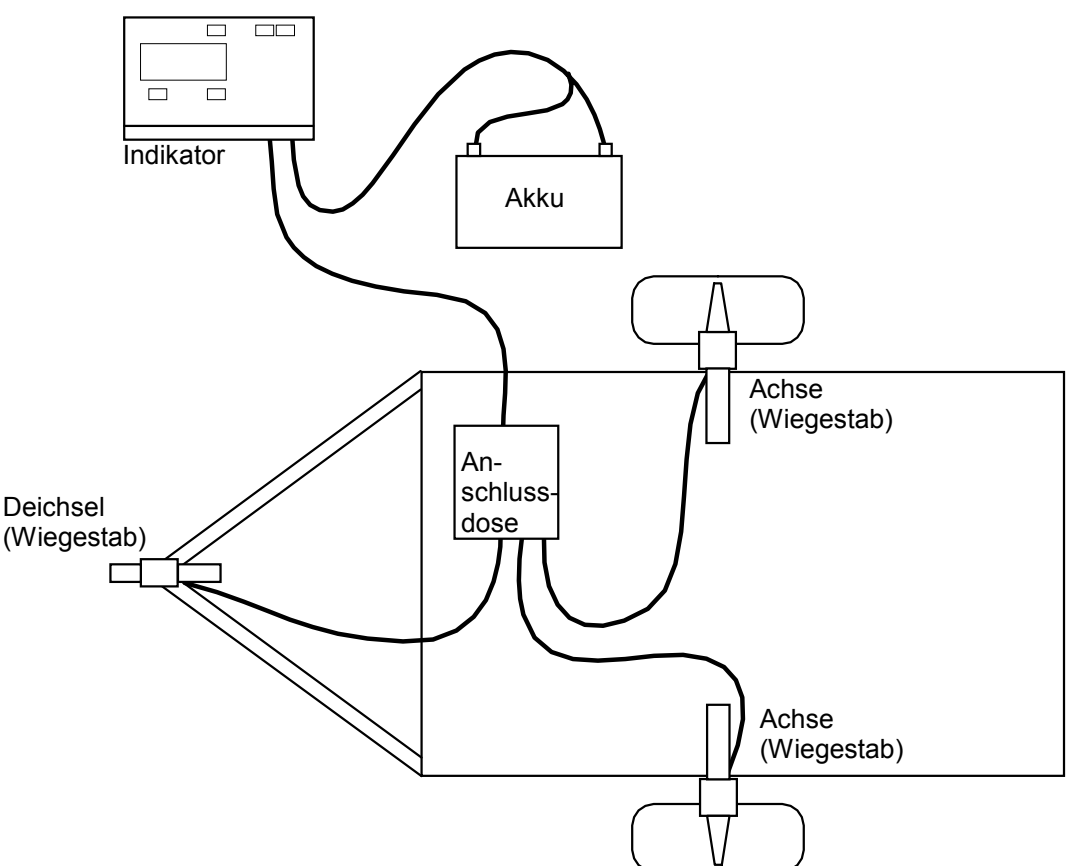 Indikator
Akku
Achse
(Wiegestab)
An-
schluss-
dose
Deichsel
(Wiegestab)
Achse
(Wiegestab)